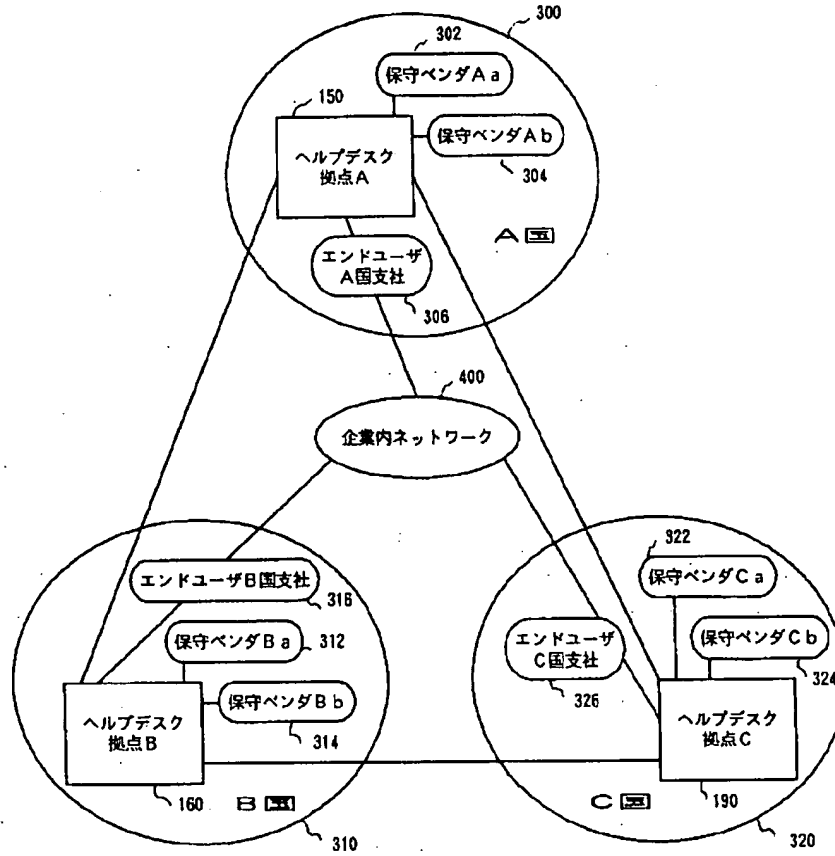 300
302
保守ベンダAa
150
保守ベンダAb
304
ヘルプデスク
拠点A
A国
エンドユーザ
A国支社
306
400
企業内ネットワーク
エンドユーザB国支社
316
保守ベンダBa
312
保守ベンダBb
314
ヘルプデスク
拠点B
160
B国
310
322
保守ベンダCa
保守ベンダCb
324
エンドユーザ
C国支社
326
ヘルプデスク
拠点C
190
C国
320